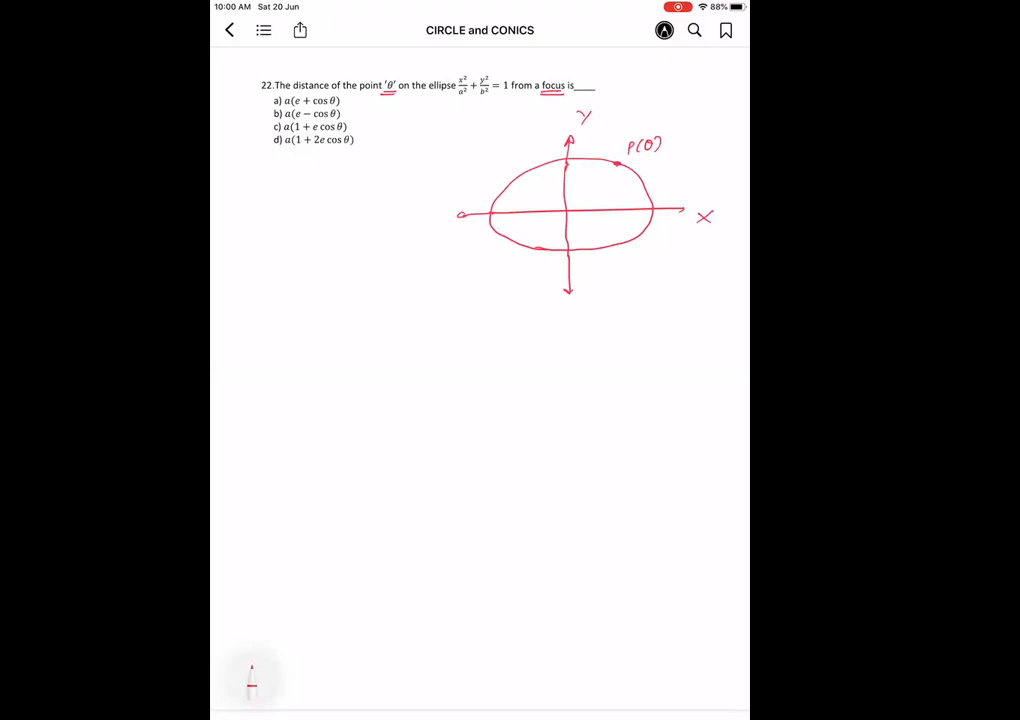 10:00 AM Sat 20 Jun 88%
CIRCLE and CONICS
22.The distance of the point 'θ' on the ellipse x²/a² + y²/b² = 1 from a focus is____
a) a(e + cos θ)
b) a(e − cos θ)
c) a(1 + e cos θ)
d) a(1 + 2e cos θ)
y
P(θ)
X